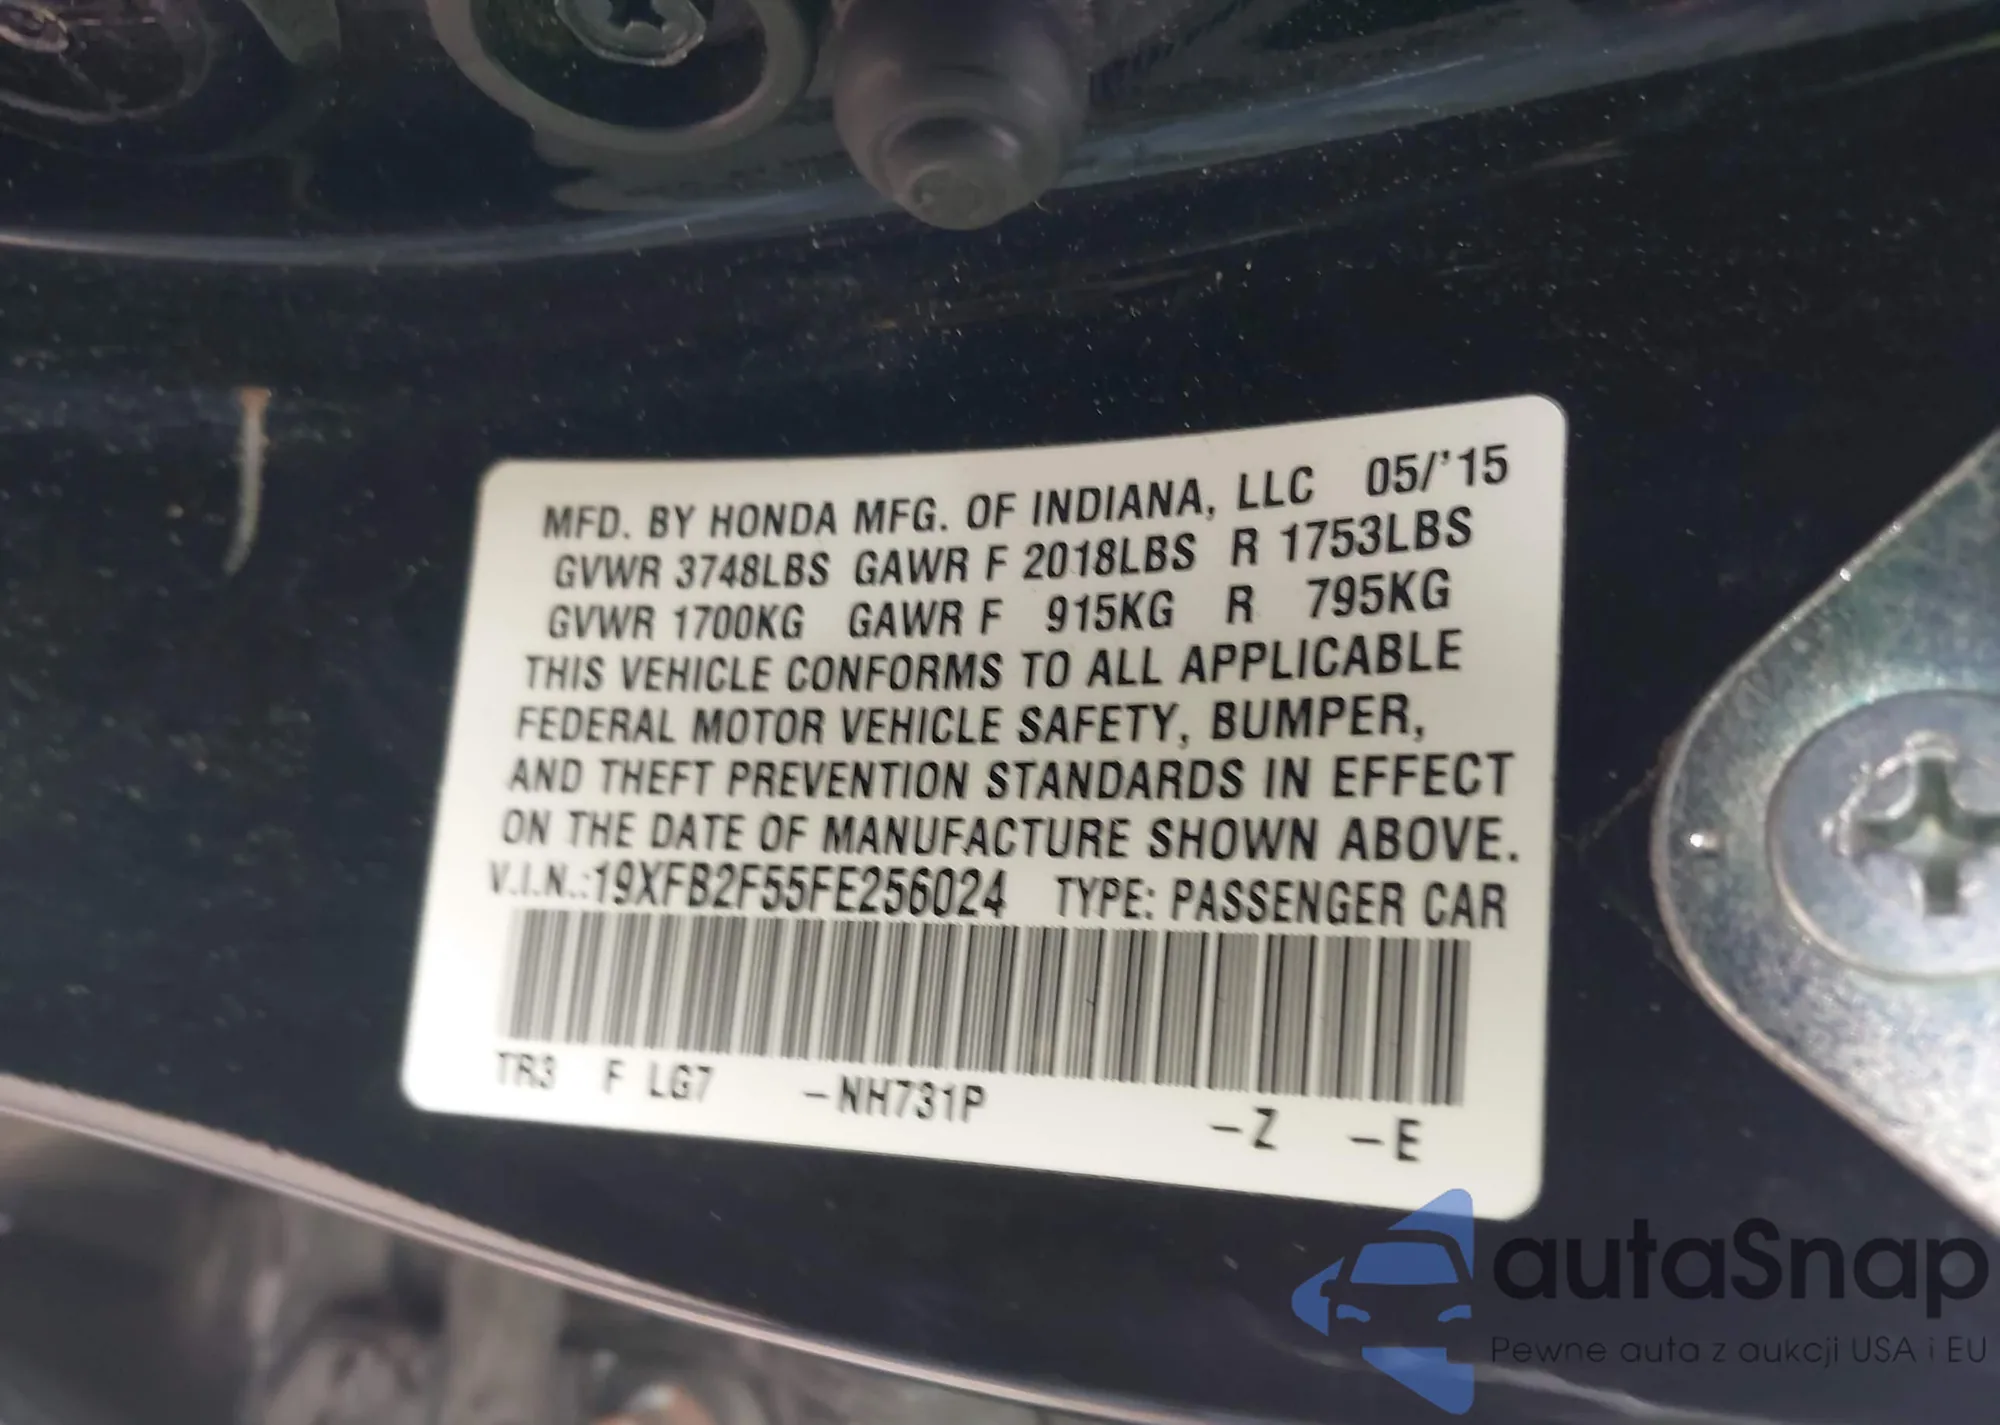 MFD. BY HONDA MFG. OF INDIANA, LLC 05/'15
GVWR 3748LBS GAWR F 2018LBS R 1753LBS
GVWR 1700KG GAWR F 915KG R 795KG
THIS VEHICLE CONFORMS TO ALL APPLICABLE
FEDERAL MOTOR VEHICLE SAFETY, BUMPER,
AND THEFT PREVENTION STANDARDS IN EFFECT
ON THE DATE OF MANUFACTURE SHOWN ABOVE.
V.I.N.:19XFB2F55FE256024 TYPE: PASSENGER CAR
TR3 F LG7 -NH731P -Z -E
autaSnap
Pewne auta z aukcji USA i EU